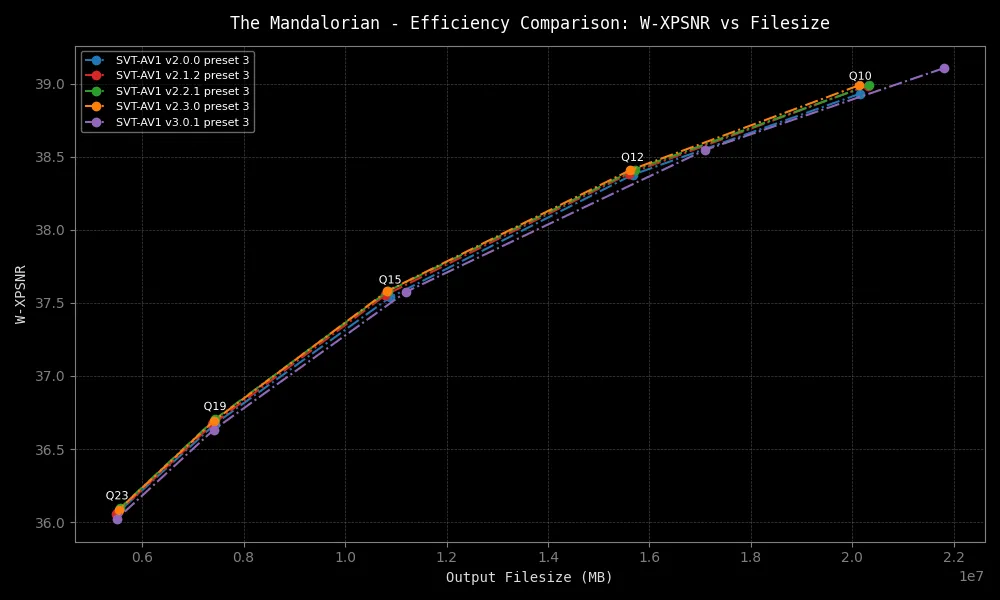 The Mandalorian - Efficiency Comparison: W-XPSNR vs Filesize
SVT-AV1 v2.0.0 preset 3
SVT-AV1 v2.1.2 preset 3
SVT-AV1 v2.2.1 preset 3
SVT-AV1 v2.3.0 preset 3
SVT-AV1 v3.0.1 preset 3
Q10
Q12
Q15
Q19
Q23
W-XPSNR
39.0
38.5
38.0
37.5
37.0
36.5
36.0
0.6 0.8 1.0 1.2 1.4 1.6 1.8 2.0 2.2
1e7
Output Filesize (MB)